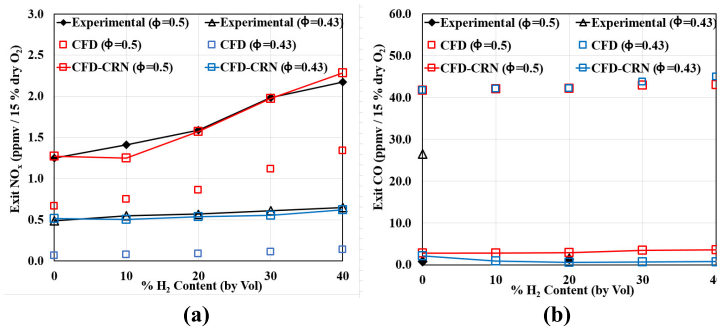 Experimental (ϕ=0.5)
Experimental (ϕ=0.43)
CFD (ϕ=0.5)
CFD (ϕ=0.43)
CFD-CRN (ϕ=0.5)
CFD-CRN (ϕ=0.43)
Exit NOx (ppmv / 15 % dry O2)
3.0
2.5
2.0
1.5
1.0
0.5
0.0
0 10 20 30 40
% H2 Content (by Vol)
(a)
Experimental (ϕ=0.5)
Experimental (ϕ=0.43)
CFD (ϕ=0.5)
CFD (ϕ=0.43)
CFD-CRN (ϕ=0.5)
CFD-CRN (ϕ=0.43)
Exit CO (ppmv / 15 % dry O2)
60.0
50.0
40.0
30.0
20.0
10.0
0.0
0 10 20 30 40
% H2 Content (by Vol)
(b)